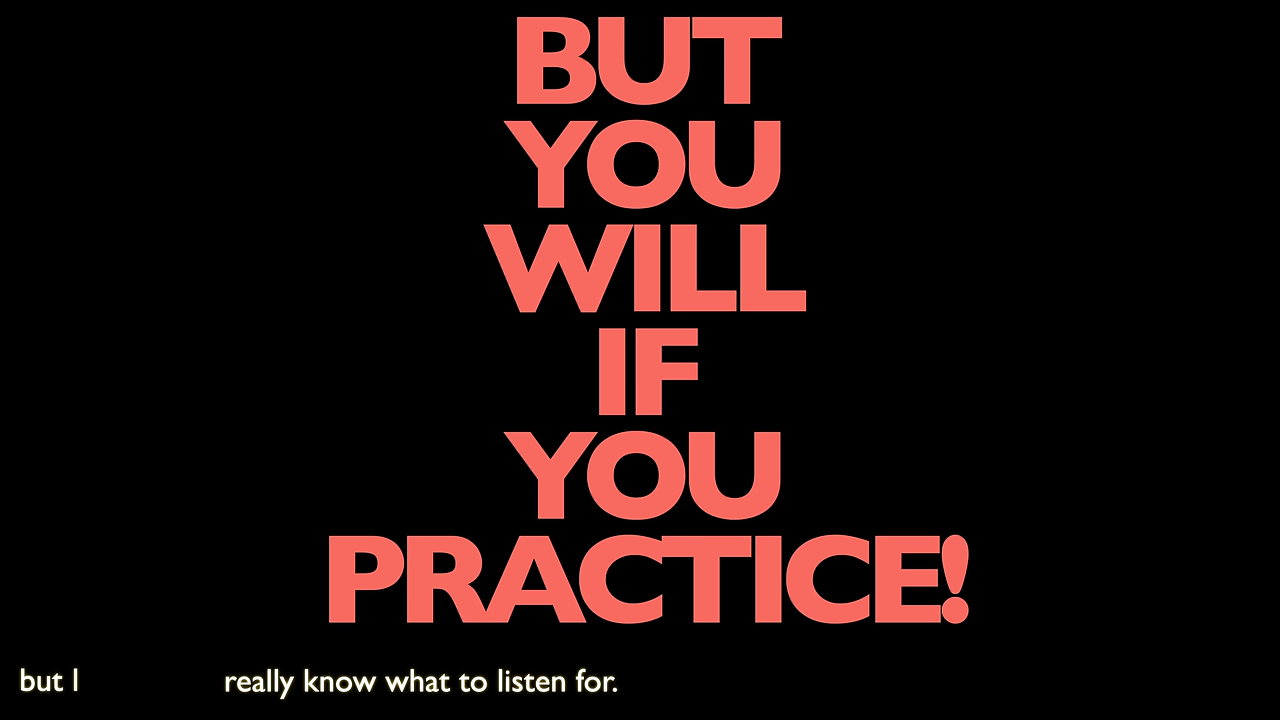 BUT
YOU
WILL
IF
YOU
PRACTICE!
but I really know what to listen for.